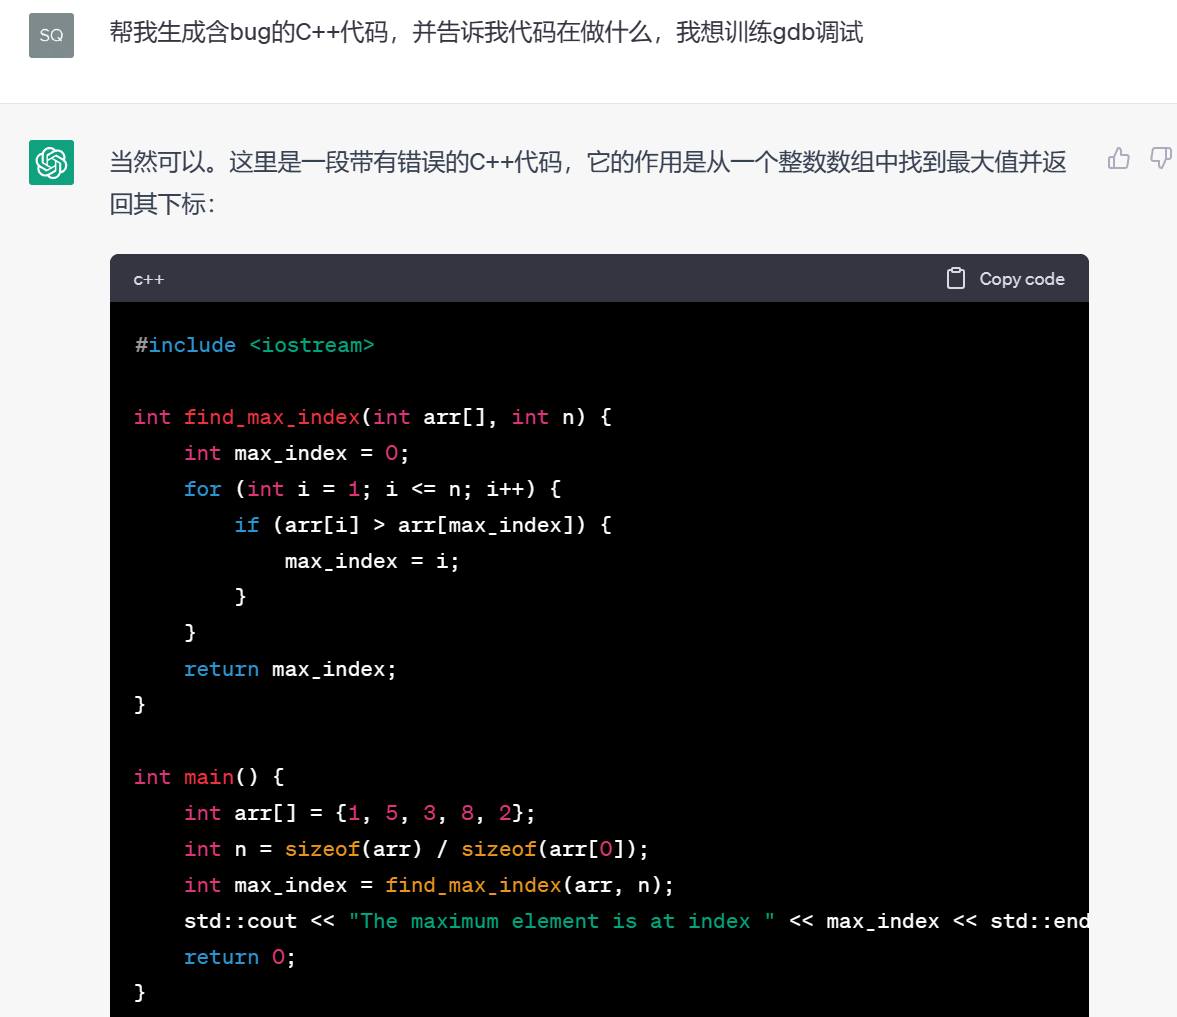 SQ
帮我生成含bug的C++代码，并告诉我代码在做什么，我想训练gdb调试
当然可以。这里是一段带有错误的C++代码，它的作用是从一个整数数组中找到最大值并返
回其下标：
c++
Copy code
#include <iostream>
int find_max_index(int arr[], int n) {
    int max_index = 0;
    for (int i = 1; i <= n; i++) {
        if (arr[i] > arr[max_index]) {
            max_index = i;
        }
    }
    return max_index;
}
int main() {
    int arr[] = {1, 5, 3, 8, 2};
    int n = sizeof(arr) / sizeof(arr[0]);
    int max_index = find_max_index(arr, n);
    std::cout << "The maximum element is at index " << max_index << std::end
    return 0;
}